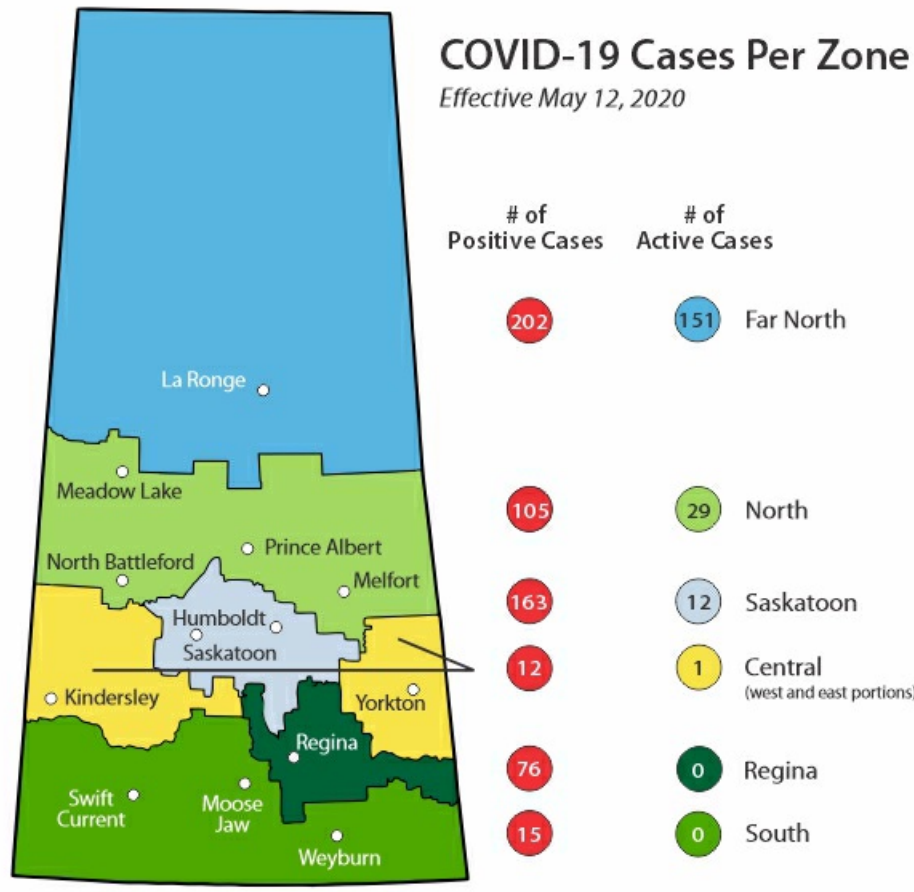 COVID-19 Cases Per Zone
Effective May 12, 2020
# of
Positive Cases
# of
Active Cases
202
151
Far North
La Ronge
Meadow Lake
105
29
North
Prince Albert
North Battleford
Melfort
163
12
Saskatoon
Humboldt
Saskatoon
12
1
Central
(west and east portions)
Kindersley
Yorkton
Regina
76
0
Regina
Swift
Current
Moose
Jaw
15
0
South
Weyburn